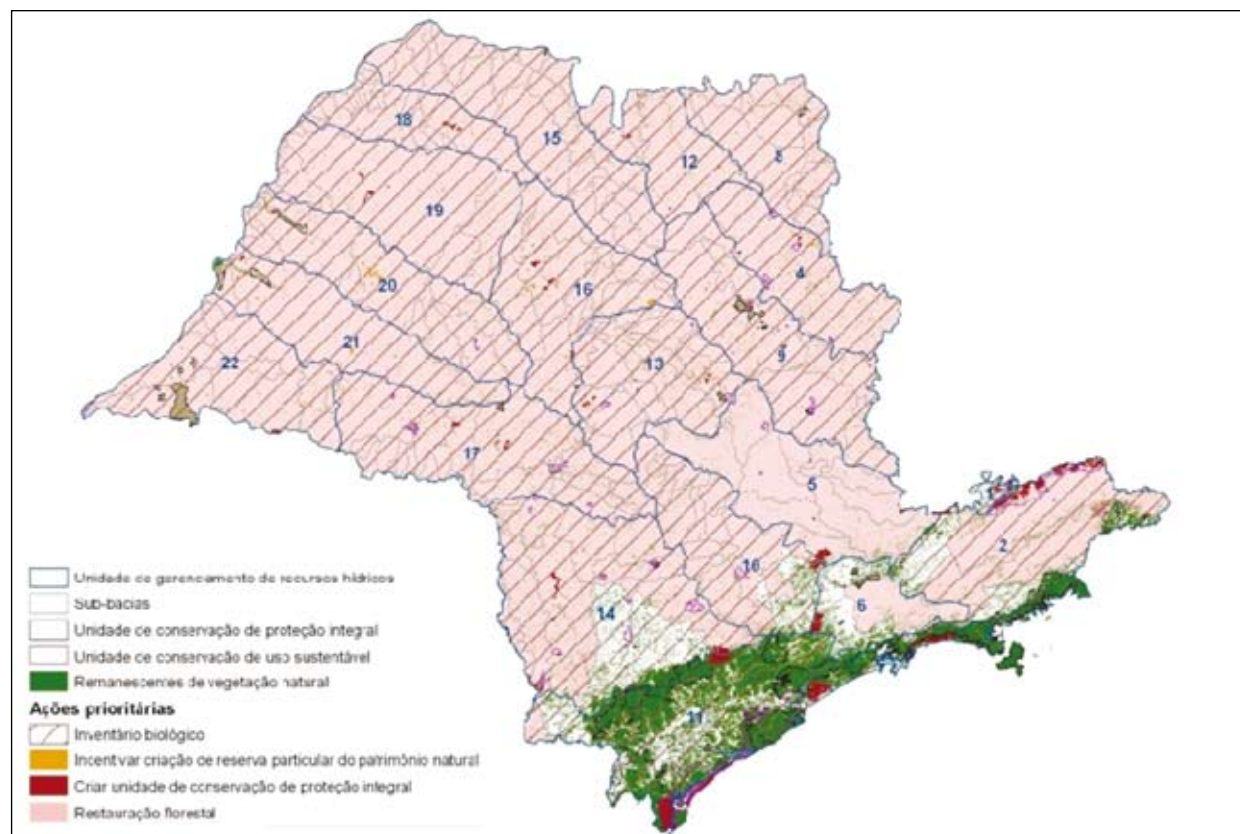 18
15
12
8
19
4
20
16
21
13
9
22
17
5
2
10
14
6
11
Unidade de gerenciamento de recursos hídricos
Sub-bacias
Unidade de conservação de proteção integral
Unidade de conservação de uso sustentável
Remanescentes de vegetação natural
Ações prioritárias
Inventário biológico
Incentivar criação de reserva particular do patrimônio natural
Criar unidade de conservação de proteção integral
Restauração florestal